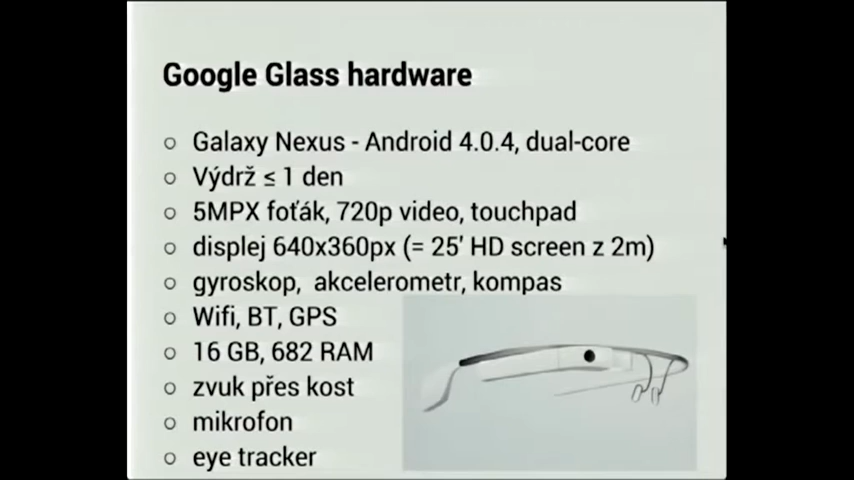 Google Glass hardware
Galaxy Nexus - Android 4.0.4, dual-core
Výdrž ≤ 1 den
5MPX foťák, 720p video, touchpad
displej 640x360px (= 25' HD screen z 2m)
gyroskop, akcelerometr, kompas
Wifi, BT, GPS
16 GB, 682 RAM
zvuk přes kost
mikrofon
eye tracker